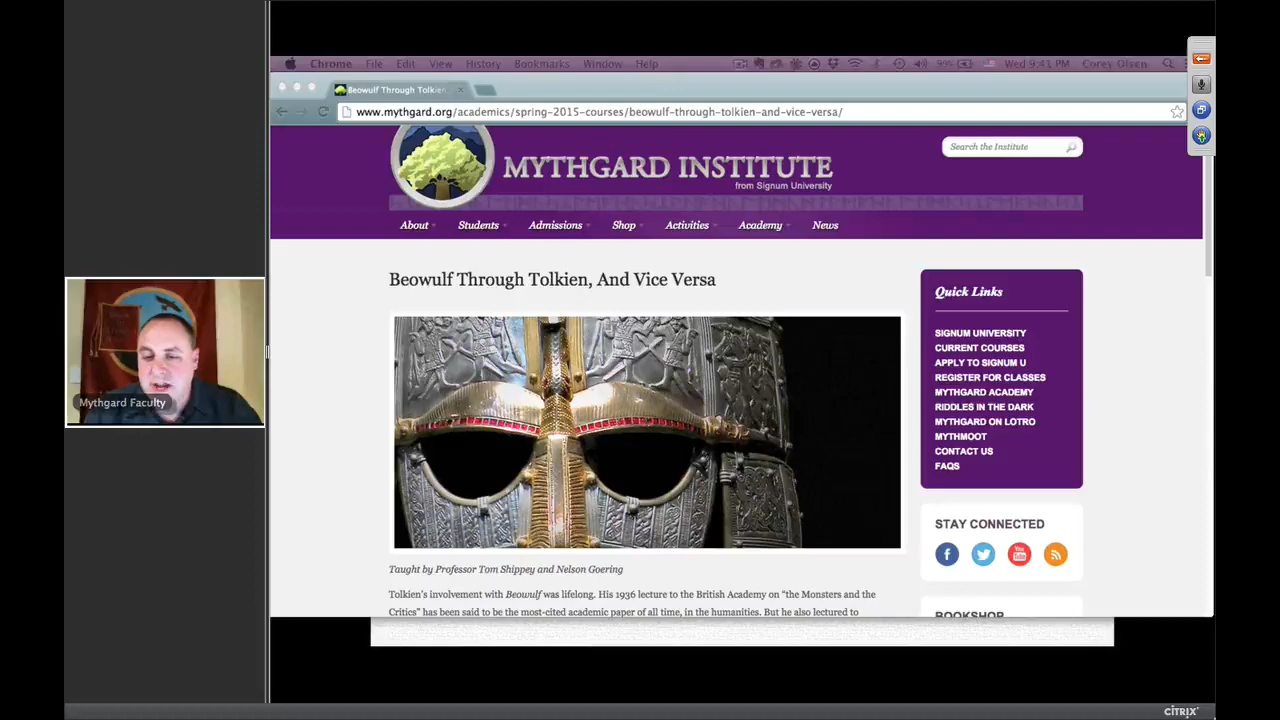 Chrome File Edit View History Bookmarks Window Help 99% Wed 9:43 PM Corey Olsen
Beowulf Through Tolkien
www.mythgard.org/academics/spring-2015-courses/beowulf-through-tolkien-and-vice-versa/
MYTHGARD INSTITUTE
from Signum University
Search the Institute
About Students Admissions Shop Activities Academy News
Beowulf Through Tolkien, And Vice Versa
Taught by Professor Tom Shippey and Nelson Goering
Tolkien's involvement with Beowulf was lifelong. His 1936 lecture to the British Academy on “the Monsters and the
Critics” has been said to be the most-cited academic paper of all time, in the humanities. But he also lectured to
Quick Links
SIGNUM UNIVERSITY
CURRENT COURSES
APPLY TO SIGNUM U
REGISTER FOR CLASSES
MYTHGARD ACADEMY
RIDDLES IN THE DARK
MYTHGARD ON LOTRO
MYTHMOOT
CONTACT US
FAQS
STAY CONNECTED
You Tube
BOOKSHOP
Mythgard Faculty
CITRIX